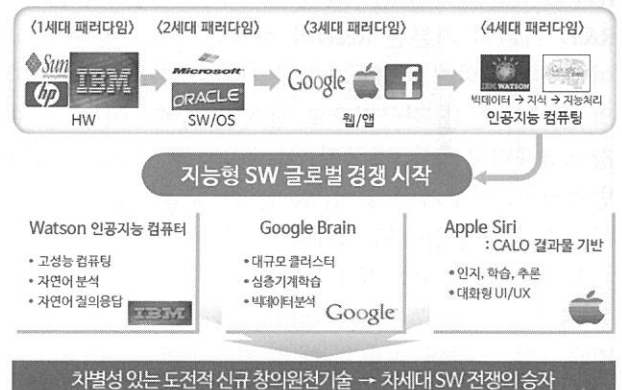 〈1세대 패러다임〉
〈2세대 패러다임〉
〈3세대 패러다임〉
〈4세대 패러다임〉
Sun
hp
IBM
Microsoft
ORACLE
Google
f
IBM WATSON
빅데이터 → 지식 → 지능처리
HW
SW/OS
웹/앱
인공지능 컴퓨팅
지능형 SW 글로벌 경쟁 시작
Watson 인공지능 컴퓨터
• 고성능 컴퓨팅
• 자연어 분석
• 자연어 질의응답
IBM
Google Brain
• 대규모 클러스터
• 심층기계학습
• 빅데이터 분석
Google
Apple Siri
: CALO 결과물 기반
• 인지, 학습, 추론
• 대화형 UI/UX
차별성 있는 도전적 신규 창의원천기술 → 차세대 SW 전쟁의 승자